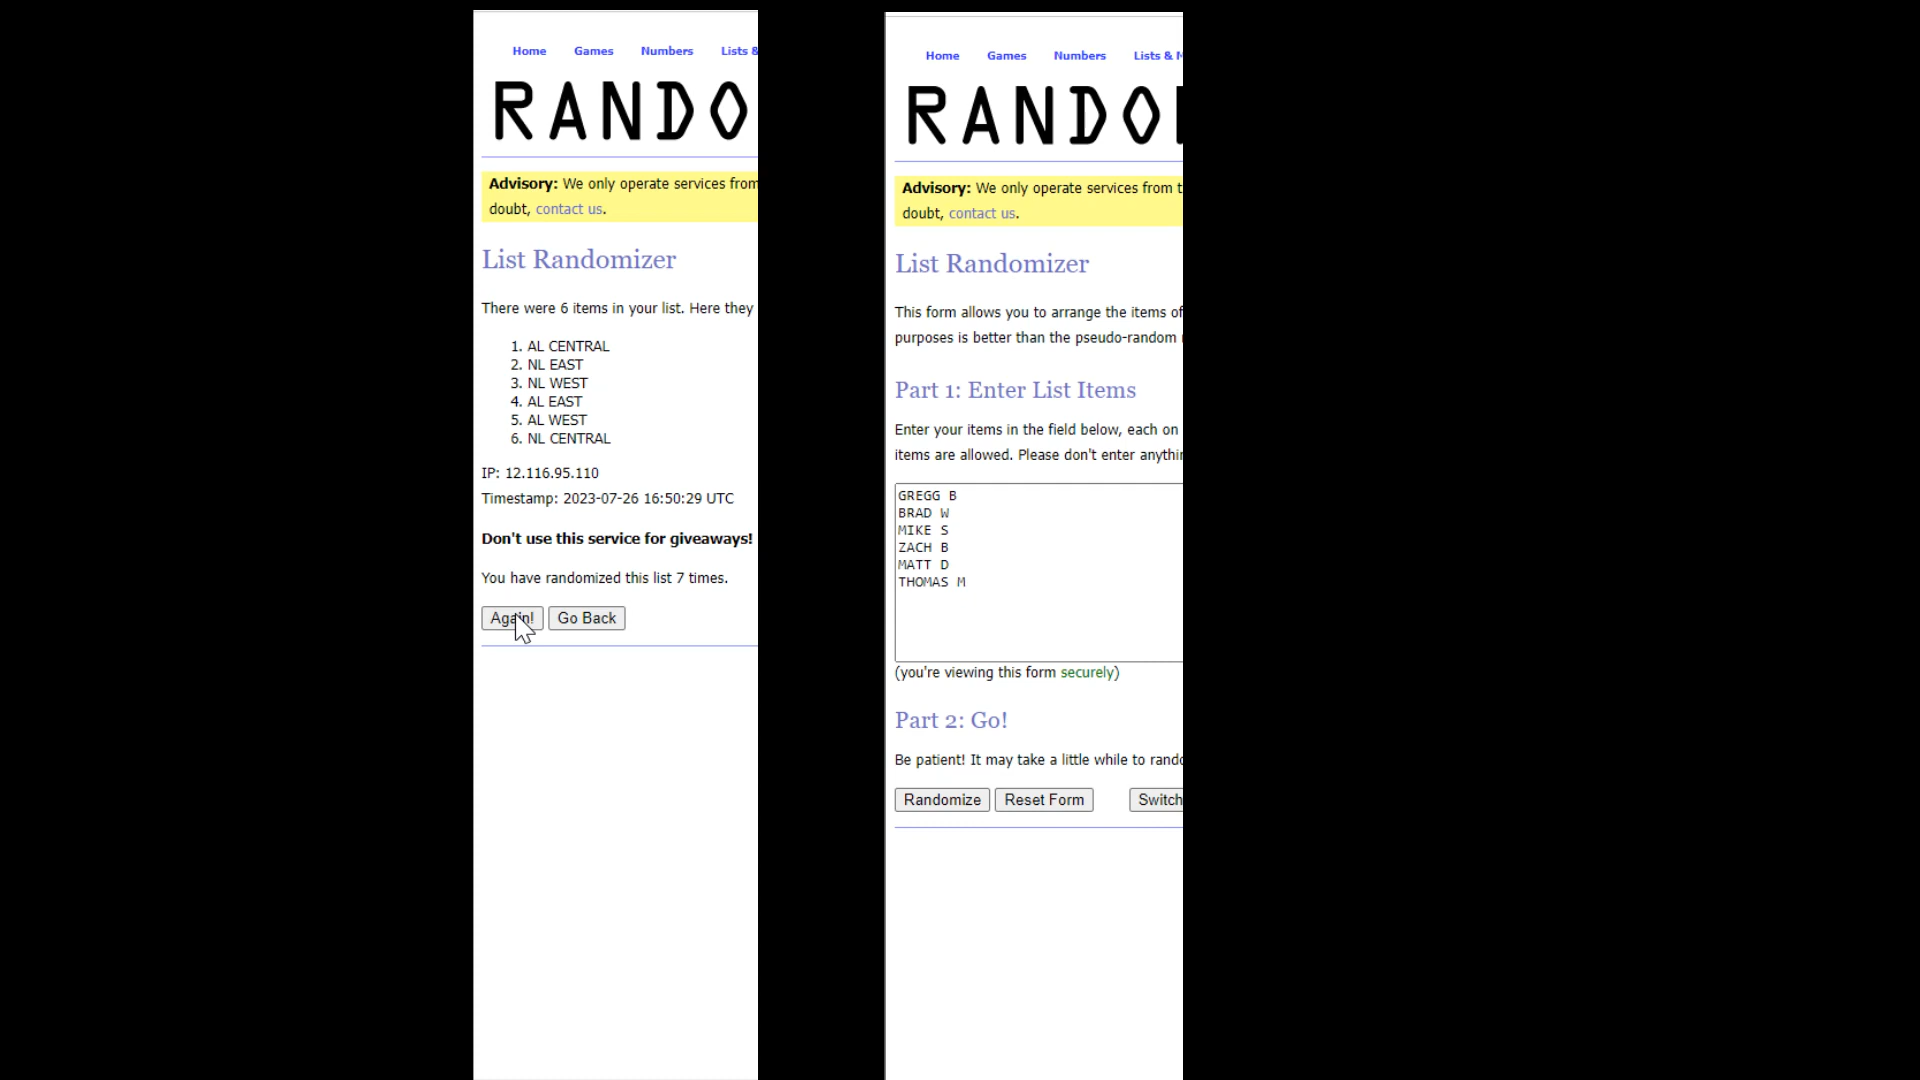 Home Games Numbers Lists &
RANDO
Advisory: We only operate services from
doubt, contact us.
List Randomizer
There were 6 items in your list. Here they
1. AL CENTRAL
2. NL EAST
3. NL WEST
4. AL EAST
5. AL WEST
6. NL CENTRAL
IP: 12.116.95.110
Timestamp: 2023-07-26 16:50:29 UTC
Don't use this service for giveaways!
You have randomized this list 7 times.
Again! Go Back
Home Games Numbers Lists &
RANDO
Advisory: We only operate services from t
doubt, contact us.
List Randomizer
This form allows you to arrange the items of
purposes is better than the pseudo-random
Part 1: Enter List Items
Enter your items in the field below, each on
items are allowed. Please don't enter anythin
GREGG B
BRAD W
MIKE S
ZACH B
MATT D
THOMAS M
(you're viewing this form securely)
Part 2: Go!
Be patient! It may take a little while to rando
Randomize Reset Form Switch